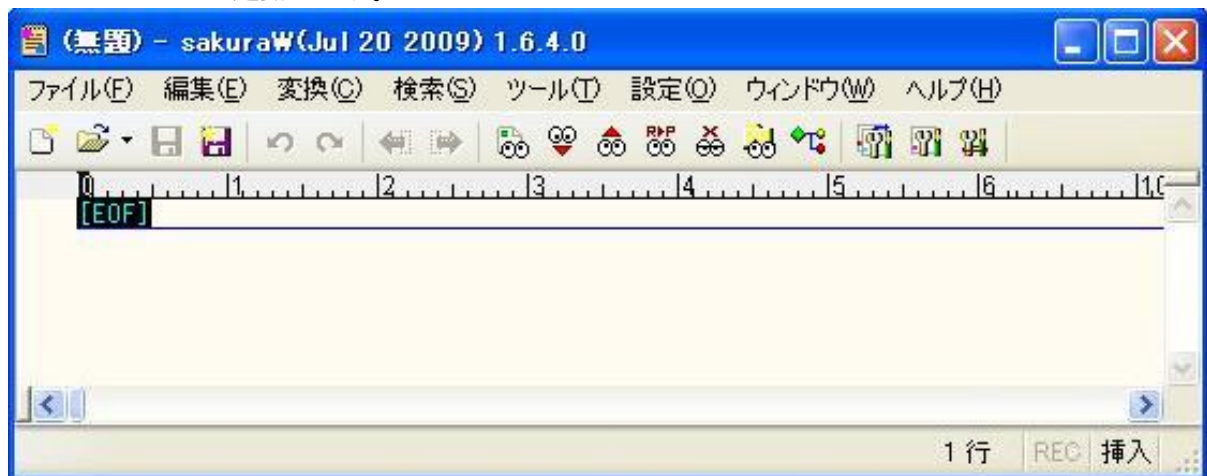 (無題) - sakuraW(Jul 20 2009) 1.6.4.0
ファイル(F) 編集(E) 変換(C) 検索(S) ツール(T) 設定(O) ウィンドウ(W) ヘルプ(H)
0 1 2 3 4 5 6
[EOF]
1 行 REC 挿入